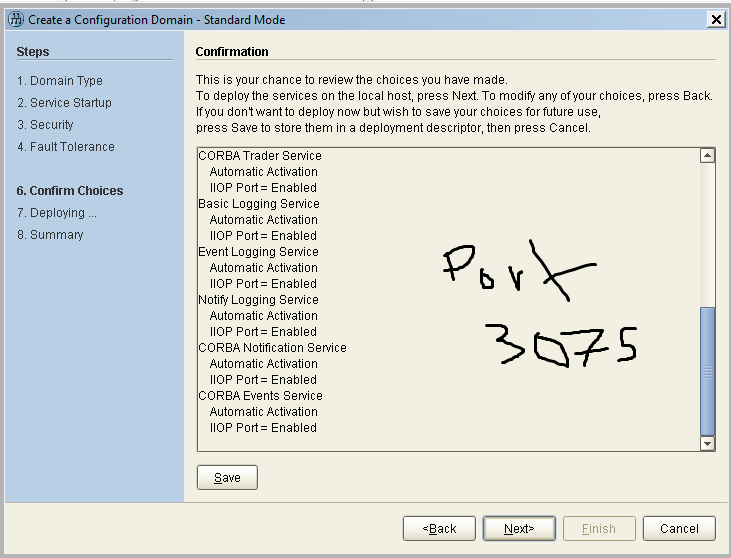 Create a Configuration Domain - Standard Mode
Steps
1. Domain Type
2. Service Startup
3. Security
4. Fault Tolerance
6. Confirm Choices
7. Deploying ...
8. Summary
Confirmation
This is your chance to review the choices you have made.
To deploy the services on the local host, press Next. To modify any of your choices, press Back.
If you don't want to deploy now but wish to save your choices for future use,
press Save to store them in a deployment descriptor, then press Cancel.
CORBA Trader Service
Automatic Activation
IIOP Port = Enabled
Basic Logging Service
Automatic Activation
IIOP Port = Enabled
Event Logging Service
Automatic Activation
IIOP Port = Enabled
Notify Logging Service
Automatic Activation
IIOP Port = Enabled
CORBA Notification Service
Automatic Activation
IIOP Port = Enabled
CORBA Events Service
Automatic Activation
IIOP Port = Enabled
Port
3075
Save
<Back
Next>
Finish
Cancel